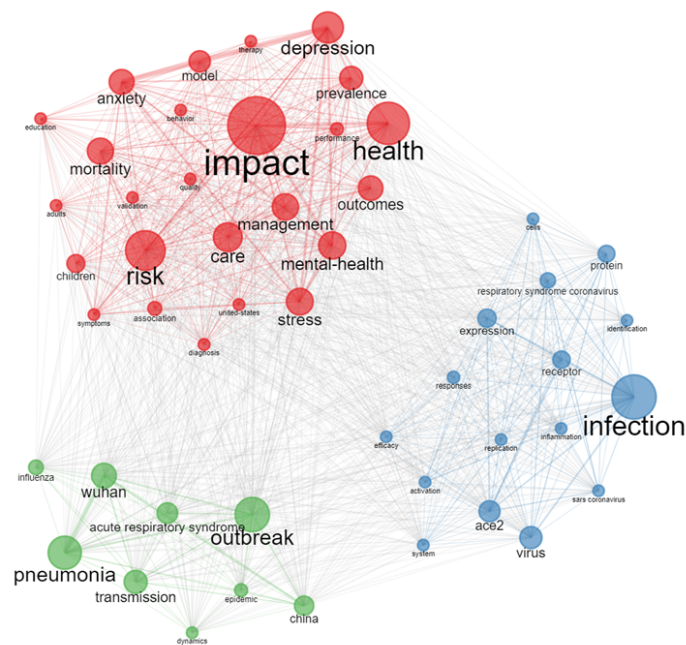 depression
therapy
model
anxiety
prevalence
behavior
education
performance
impact
health
mortality
quality
outcomes
validation
adults
management
care
mental-health
risk
children
stress
united-states
association
symptoms
diagnosis
cells
protein
respiratory syndrome coronavirus
expression
identification
receptor
responses
infection
inflammation
efficacy
replication
activation
sars coronavirus
ace2
virus
system
influenza
wuhan
acute respiratory syndrome
outbreak
pneumonia
transmission
epidemic
china
dynamics